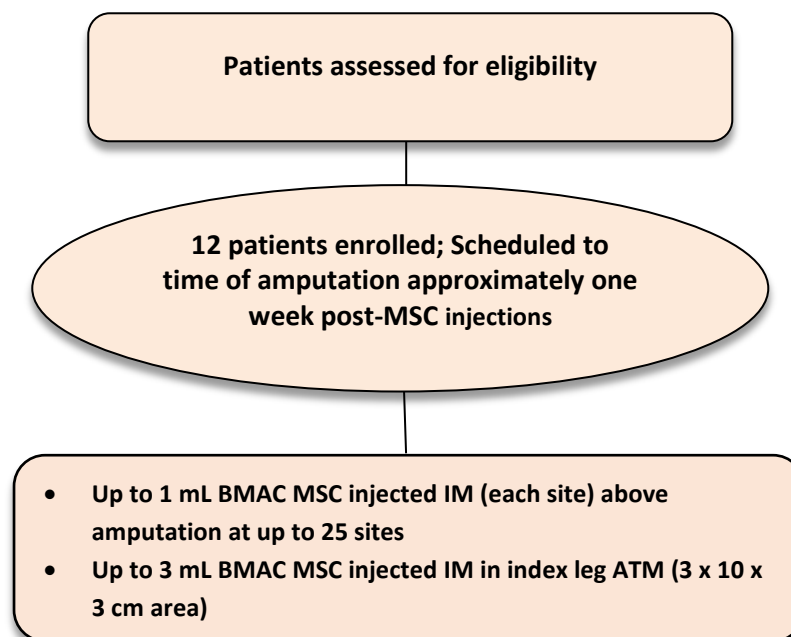 Patients assessed for eligibility
12 patients enrolled; Scheduled to
time of amputation approximately one
week post-MSC injections
• Up to 1 mL BMAC MSC injected IM (each site) above
amputation at up to 25 sites
• Up to 3 mL BMAC MSC injected IM in index leg ATM (3 x 10 x
3 cm area)